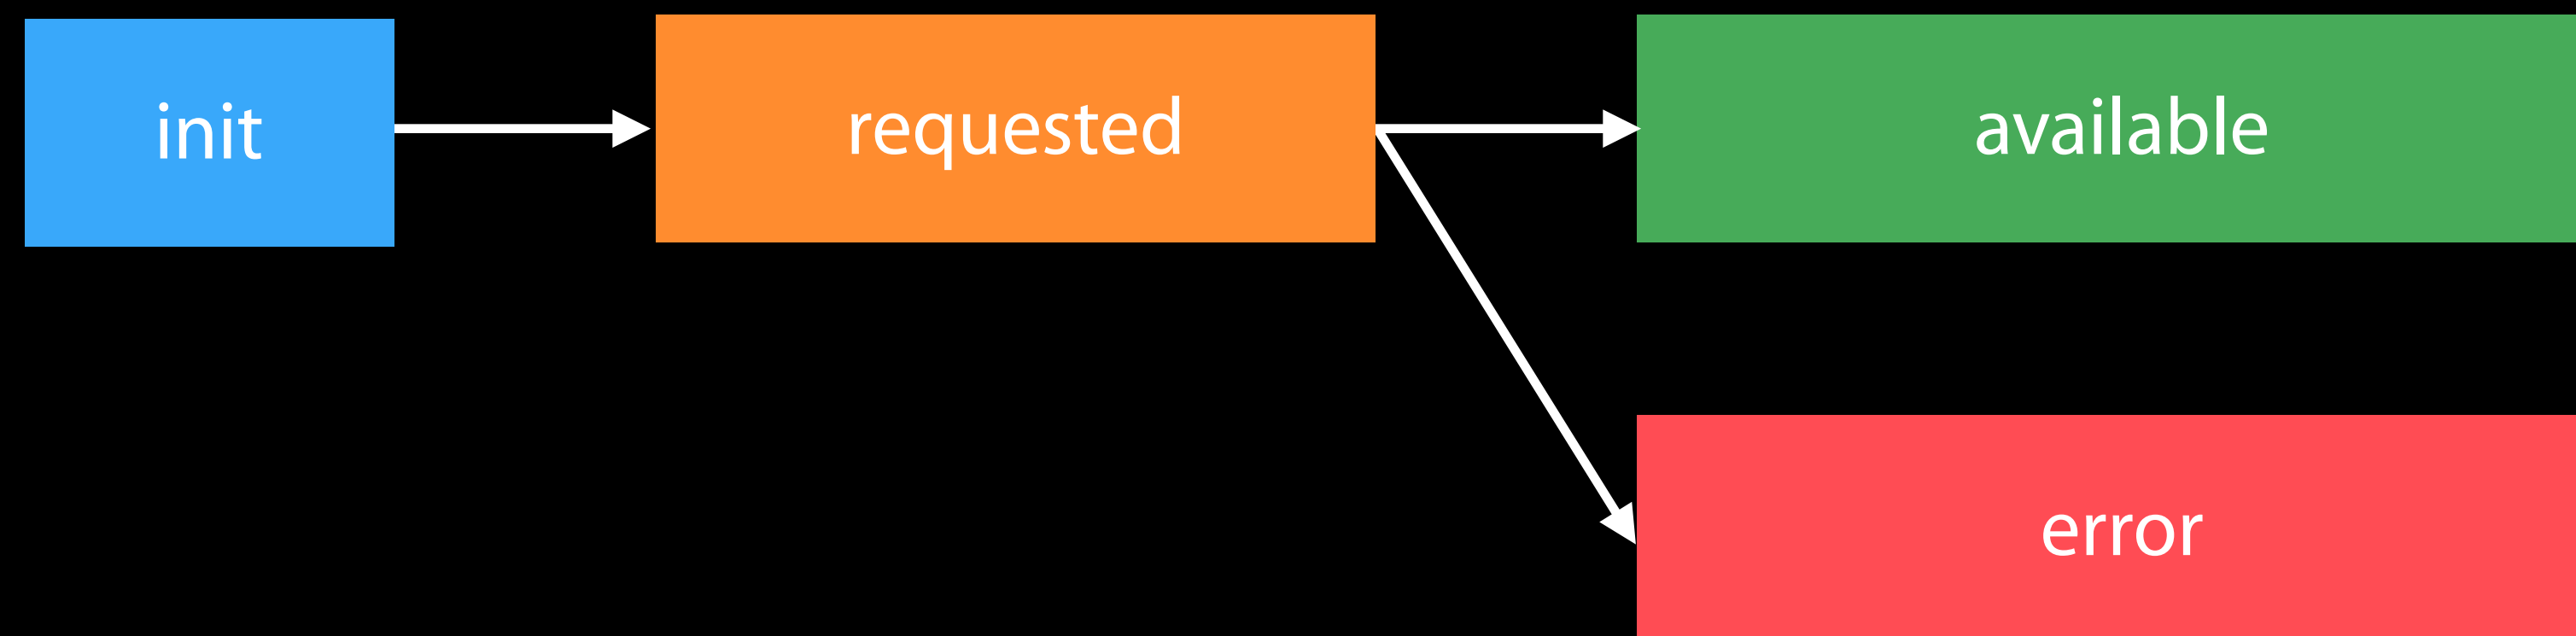 init
requested
available
error